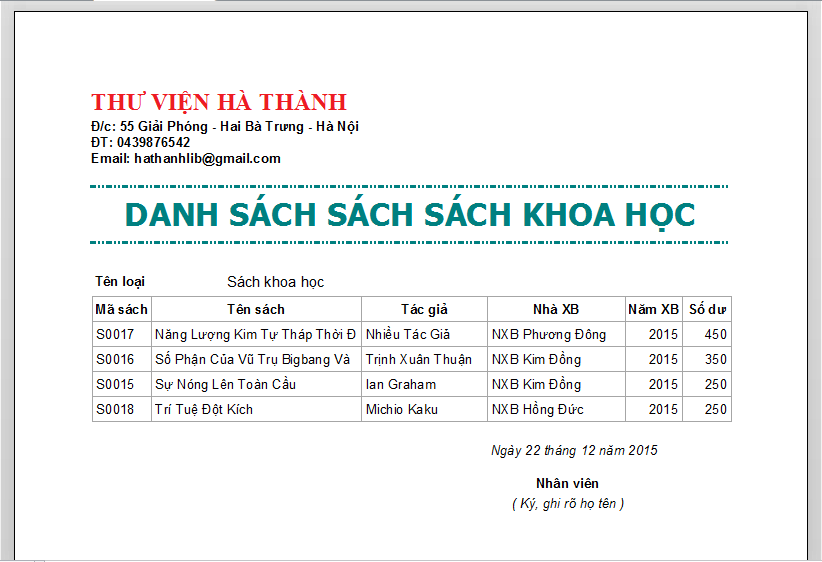 THƯ VIỆN HÀ THÀNH
Đ/c: 55 Giải Phóng - Hai Bà Trưng - Hà Nội
ĐT: 0439876542
Email: hathanhlib@gmail.com
DANH SÁCH SÁCH SÁCH KHOA HỌC
Tên loại Sách khoa học
Mã sách Tên sách Tác giả Nhà XB Năm XB Số dư
S0017 Năng Lượng Kim Tự Tháp Thời Đ Nhiều Tác Giả NXB Phương Đông 2015 450
S0016 Số Phận Của Vũ Trụ Bigbang Và Trịnh Xuân Thuận NXB Kim Đồng 2015 350
S0015 Sự Nóng Lên Toàn Cầu Ian Graham NXB Kim Đồng 2015 250
S0018 Trí Tuệ Đột Kích Michio Kaku NXB Hồng Đức 2015 250
Ngày 22 tháng 12 năm 2015
Nhân viên
( Ký, ghi rõ họ tên )